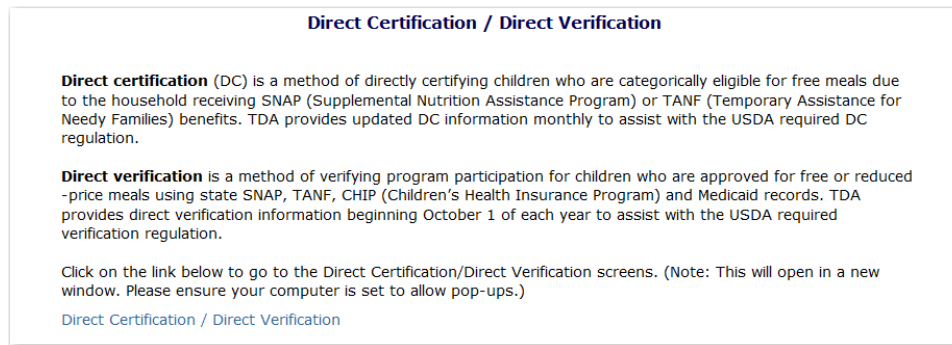 Direct Certification / Direct Verification
Direct certification (DC) is a method of directly certifying children who are categorically eligible for free meals due
to the household receiving SNAP (Supplemental Nutrition Assistance Program) or TANF (Temporary Assistance for
Needy Families) benefits. TDA provides updated DC information monthly to assist with the USDA required DC
regulation.
Direct verification is a method of verifying program participation for children who are approved for free or reduced
-price meals using state SNAP, TANF, CHIP (Children’s Health Insurance Program) and Medicaid records. TDA
provides direct verification information beginning October 1 of each year to assist with the USDA required
verification regulation.
Click on the link below to go to the Direct Certification/Direct Verification screens. (Note: This will open in a new
window. Please ensure your computer is set to allow pop-ups.)
Direct Certification / Direct Verification